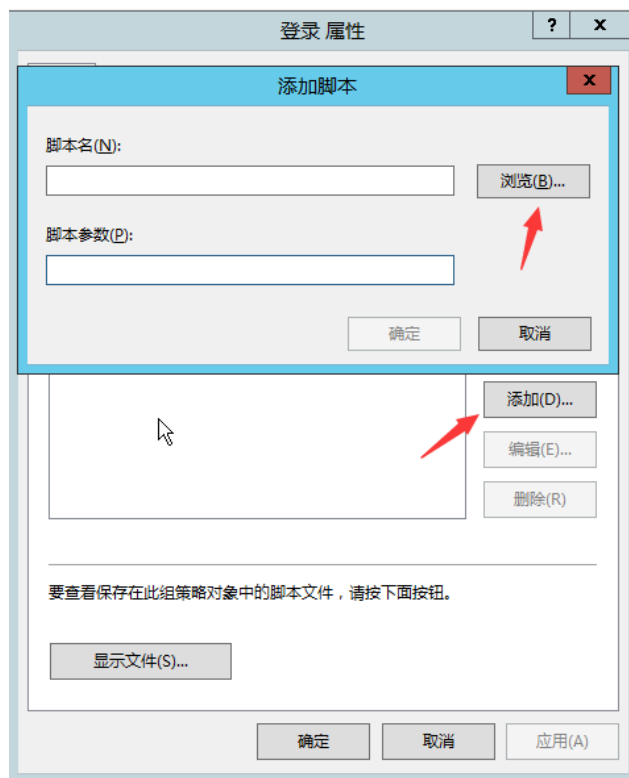 登录 属性
?
x
添加脚本
x
脚本名(N):
浏览(B)...
脚本参数(P):
确定
取消
添加(D)...
编辑(E)...
删除(R)
要查看保存在此组策略对象中的脚本文件，请按下面按钮。
显示文件(S)...
确定
取消
应用(A)